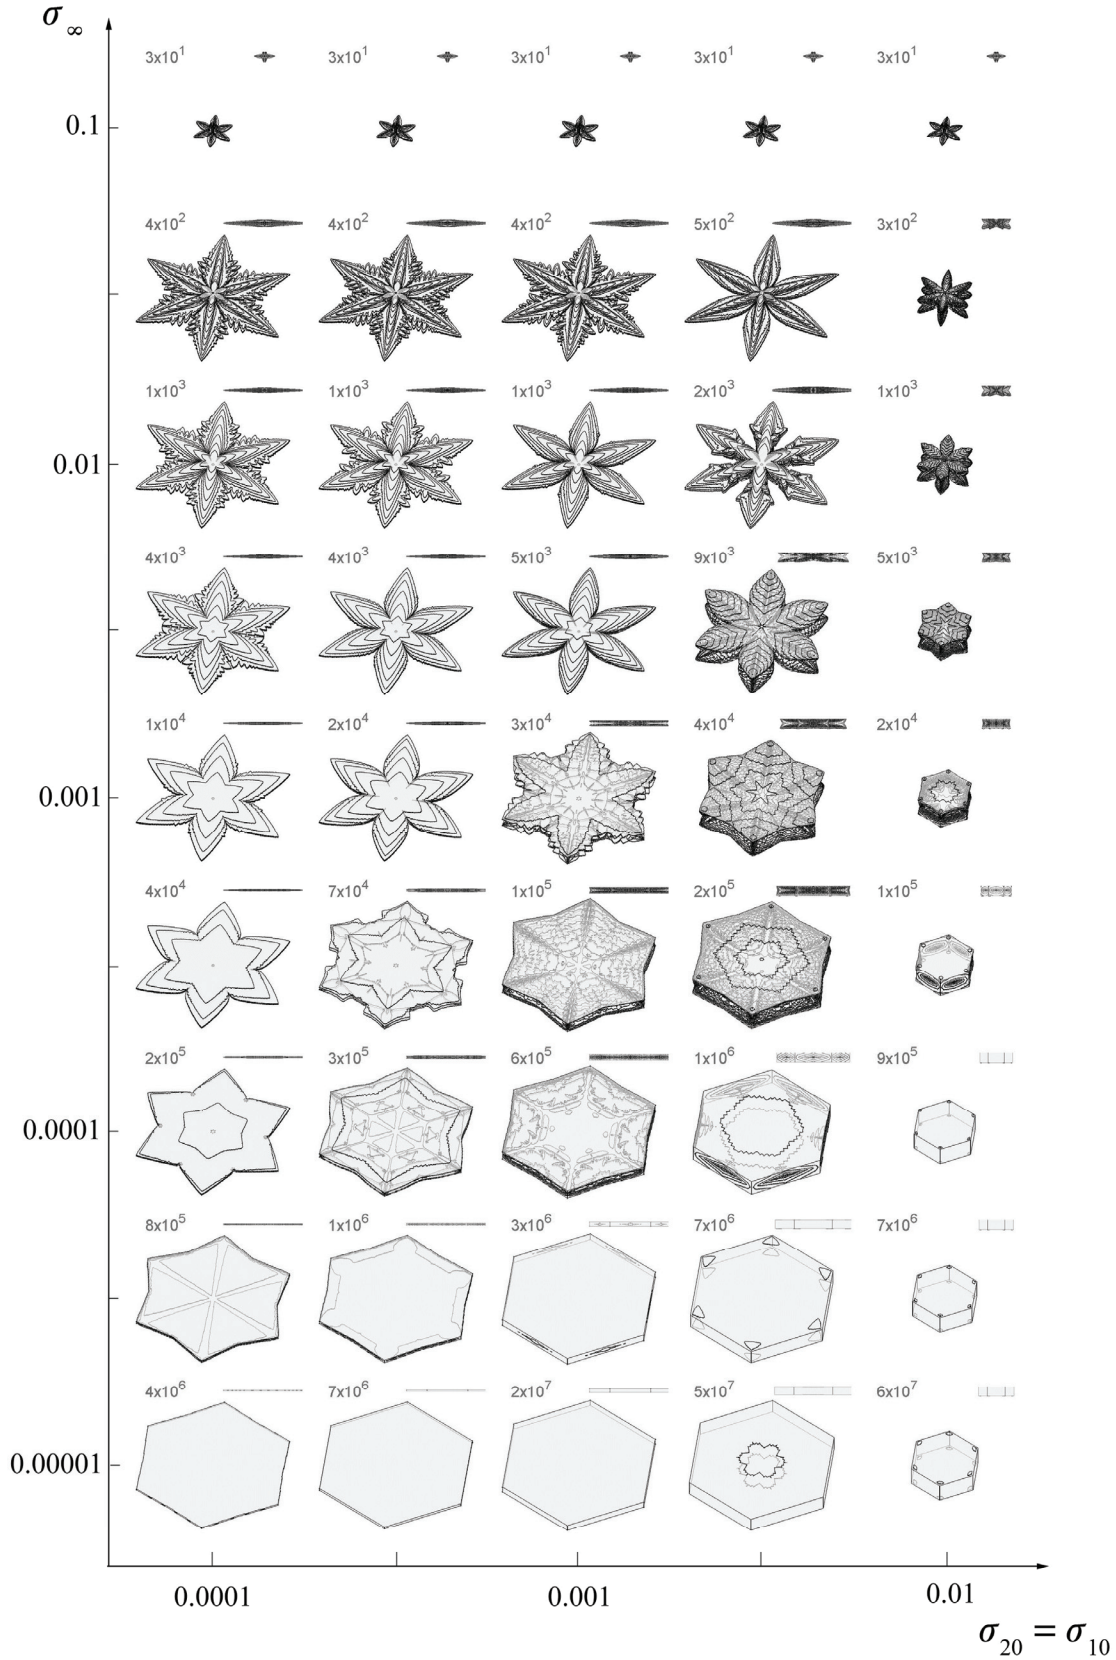 σ∞
3x10¹ 3x10¹ 3x10¹ 3x10¹ 3x10¹
0.1
4x10² 4x10² 4x10² 5x10² 3x10²
1x10³ 1x10³ 1x10³ 2x10³ 1x10³
0.01
4x10³ 4x10³ 5x10³ 9x10³ 5x10³
1x10⁴ 2x10⁴ 3x10⁴ 4x10⁴ 2x10⁴
0.001
4x10⁴ 7x10⁴ 1x10⁵ 2x10⁵ 1x10⁵
2x10⁵ 3x10⁵ 6x10⁵ 1x10⁶ 9x10⁵
0.0001
8x10⁵ 1x10⁶ 3x10⁶ 7x10⁶ 7x10⁶
4x10⁶ 7x10⁶ 2x10⁷ 5x10⁷ 6x10⁷
0.00001
0.0001 0.001 0.01
σ₂₀ = σ₁₀